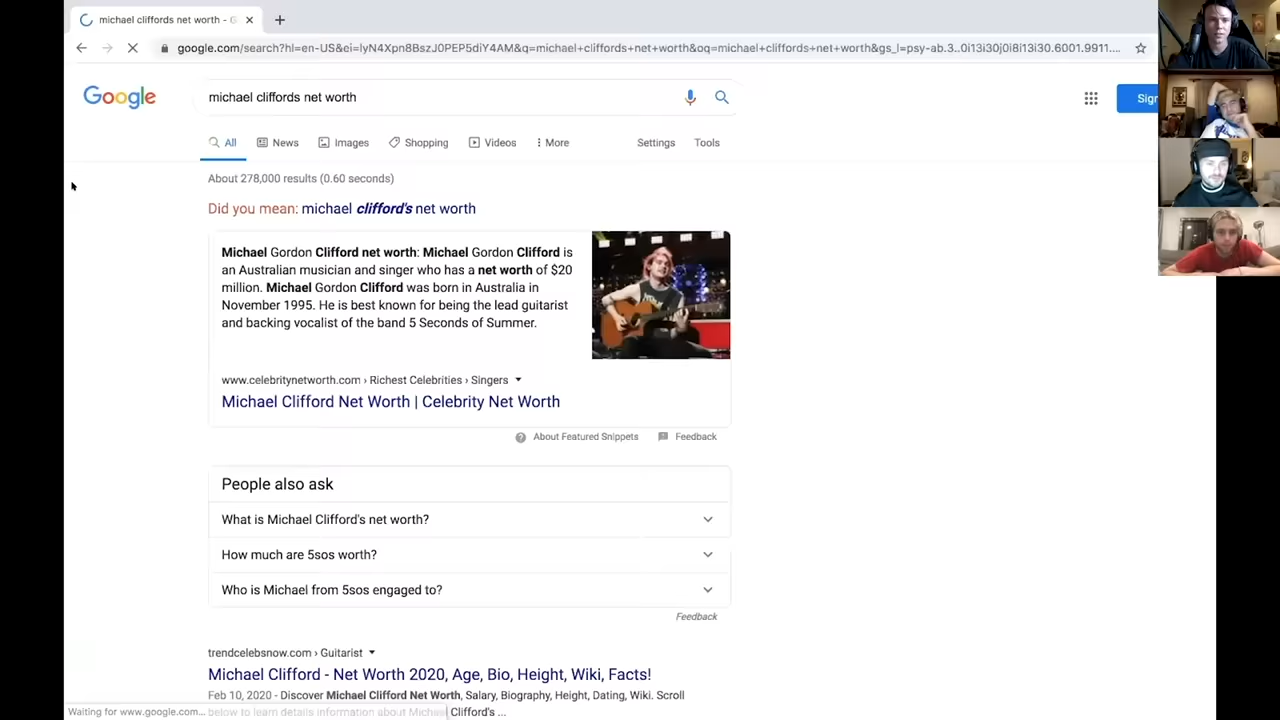 michael cliffords net worth - G
google.com/search?hl=en-US&ei=lyN4Xpn8BszJ0PEP5diY4AM&q=michael+cliffords+net+worth&oq=michael+cliffords+net+worth&gs_l=psy-ab.3..0i13i30j0i8i13i30.6001.9911....
Google
michael cliffords net worth
Sign
All News Images Shopping Videos More Settings Tools
About 278,000 results (0.60 seconds)
Did you mean: michael clifford's net worth
Michael Gordon Clifford net worth: Michael Gordon Clifford is
an Australian musician and singer who has a net worth of $20
million. Michael Gordon Clifford was born in Australia in
November 1995. He is best known for being the lead guitarist
and backing vocalist of the band 5 Seconds of Summer.
www.celebritynetworth.com › Richest Celebrities › Singers
Michael Clifford Net Worth | Celebrity Net Worth
About Featured Snippets Feedback
People also ask
What is Michael Clifford's net worth?
How much are 5sos worth?
Who is Michael from 5sos engaged to?
Feedback
trendcelebsnow.com › Guitarist
Michael Clifford - Net Worth 2020, Age, Bio, Height, Wiki, Facts!
Feb 10, 2020 - Discover Michael Clifford Net Worth, Salary, Biography, Height, Dating, Wiki. Scroll
Waiting for www.google.com... below to learn details information about Michael Clifford's ...